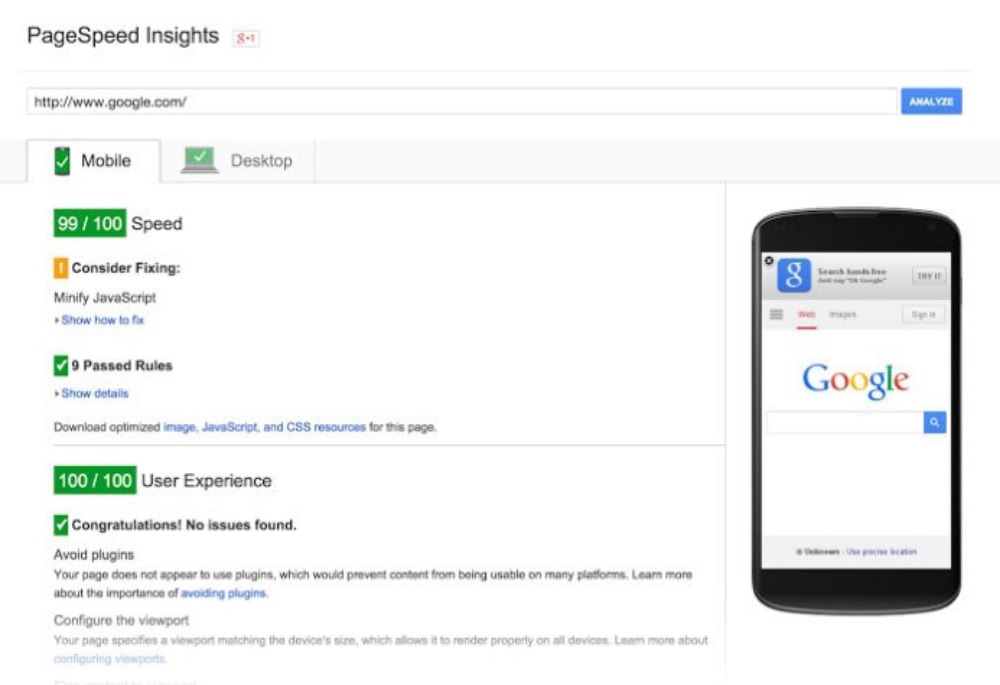 PageSpeed Insights
g+1
http://www.google.com/
ANALYZE
Mobile
Desktop
99 / 100 Speed
! Consider Fixing:
Minify JavaScript
Show how to fix
9 Passed Rules
Show details
Download optimized image, JavaScript, and CSS resources for this page.
100 / 100 User Experience
Congratulations! No issues found.
Avoid plugins
Your page does not appear to use plugins, which would prevent content from being usable on many platforms. Learn more
about the importance of avoiding plugins.
Configure the viewport
Your page specifies a viewport matching the device's size, which allows it to render properly on all devices. Learn more about
configuring viewports.
g
Search hands-free
Just say "Ok Google"
TRY IT
Web
Images
Sign in
Google
Unknown - Use precise location